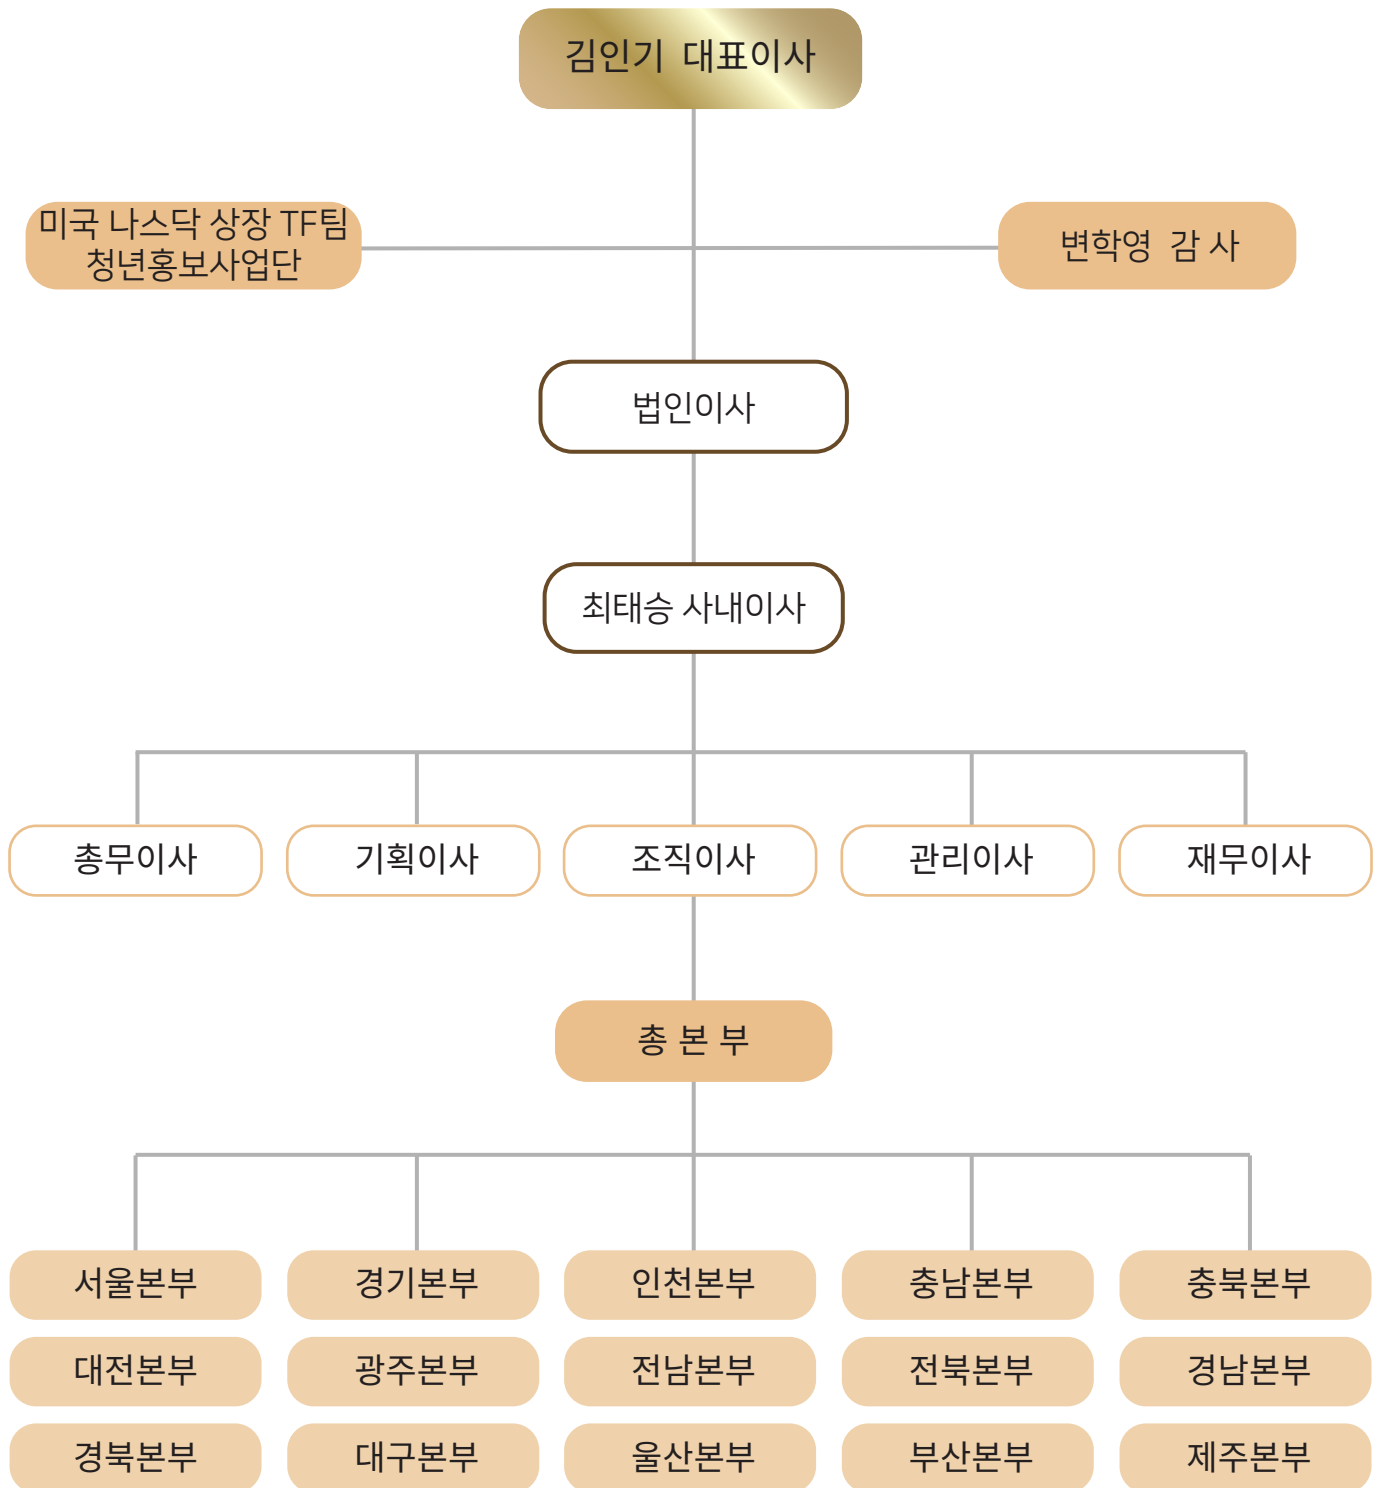 김인기 대표이사
미국 나스닥 상장 TF팀
청년홍보사업단
변학영 감 사
법인이사
최태승 사내이사
총무이사
기획이사
조직이사
관리이사
재무이사
총 본 부
서울본부
경기본부
인천본부
충남본부
충북본부
대전본부
광주본부
전남본부
전북본부
경남본부
경북본부
대구본부
울산본부
부산본부
제주본부